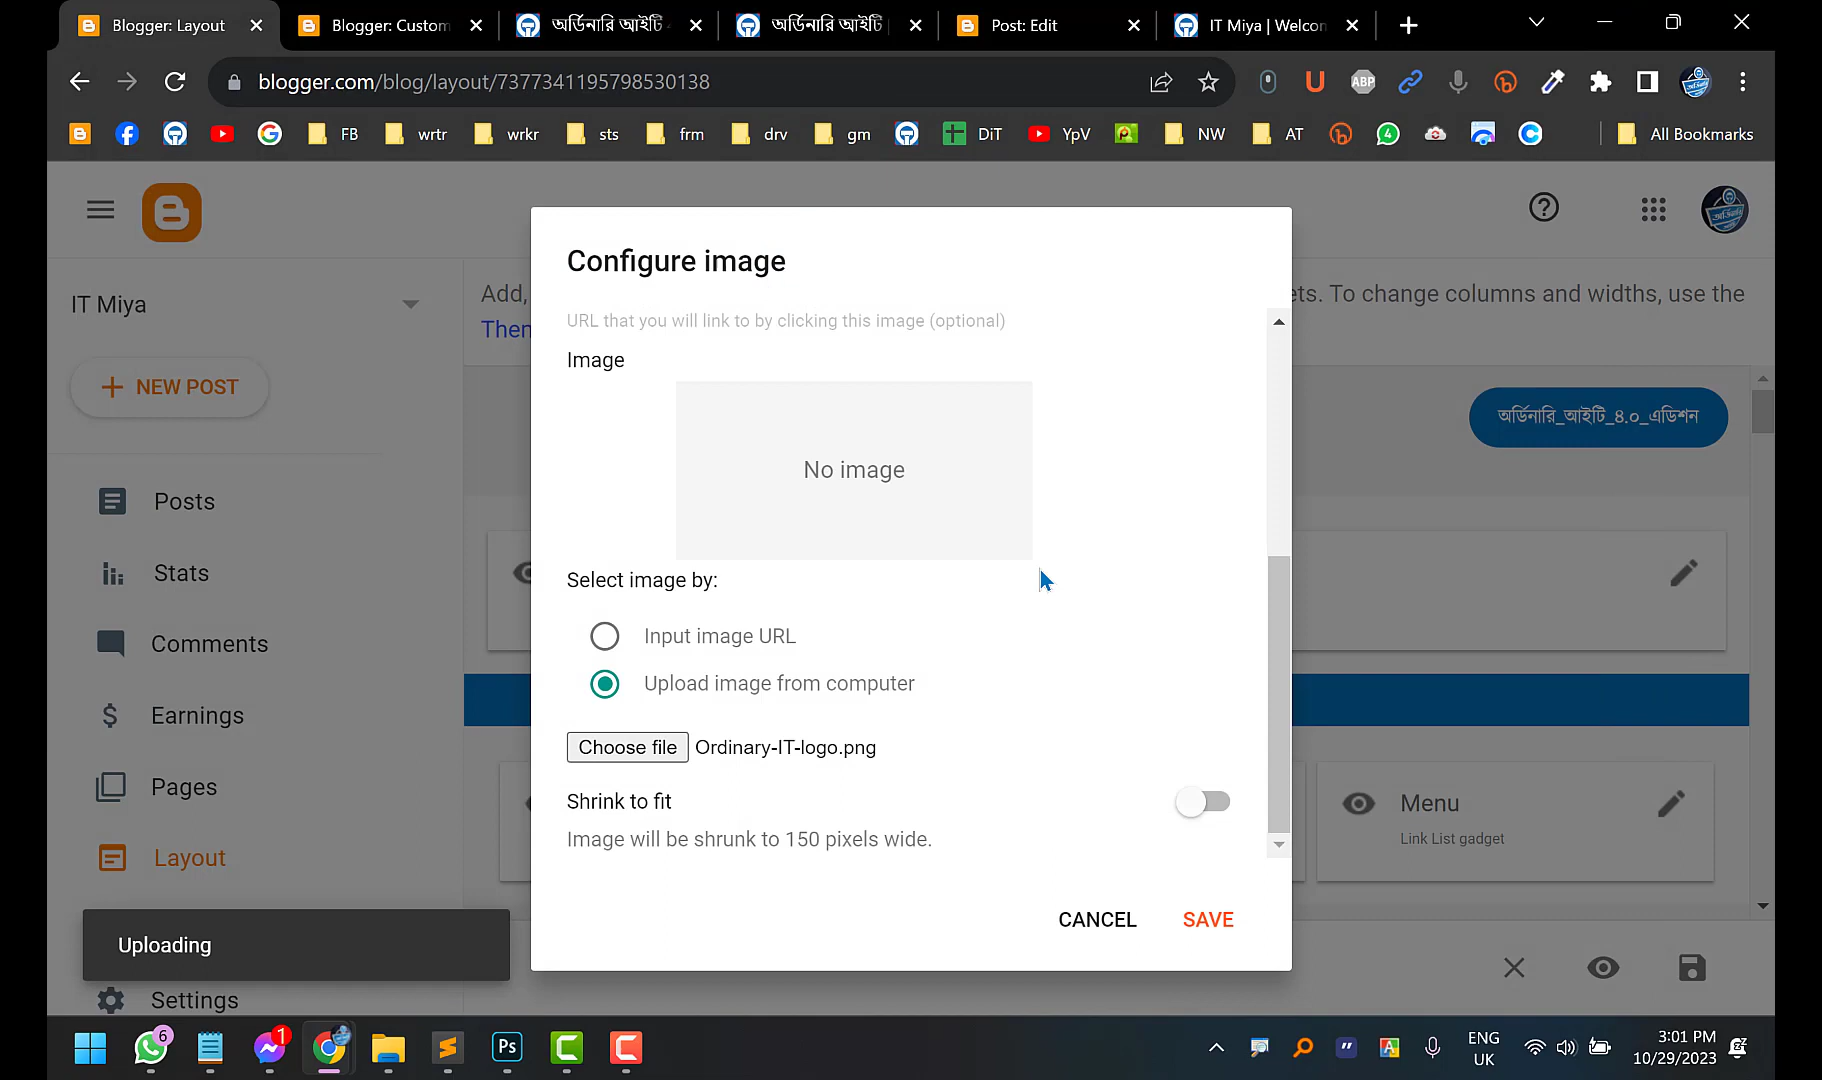 Blogger: Layout
Blogger: Custom
অর্ডিনারি আইটি
অর্ডিনারি আইটি
Post: Edit
IT Miya | Welcon
blogger.com/blog/layout/7377341195798530138
U
ABP
FB
wrtr
wrkr
sts
frm
drv
gm
DiT
YpV
NW
AT
4
All Bookmarks
IT Miya
NEW POST
Posts
Stats
Comments
Earnings
Pages
Layout
Settings
Uploading
Add,
ets. To change columns and widths, use the
Then
অর্ডিনারি_আইটি_৪.০_এডিশন
Menu
Link List gadget
Configure image
URL that you will link to by clicking this image (optional)
Image
No image
Select image by:
Input image URL
Upload image from computer
Choose file Ordinary-IT-logo.png
Shrink to fit
Image will be shrunk to 150 pixels wide.
CANCEL
SAVE
6
1
Ps
ENG
UK
3:01 PM
10/29/2023